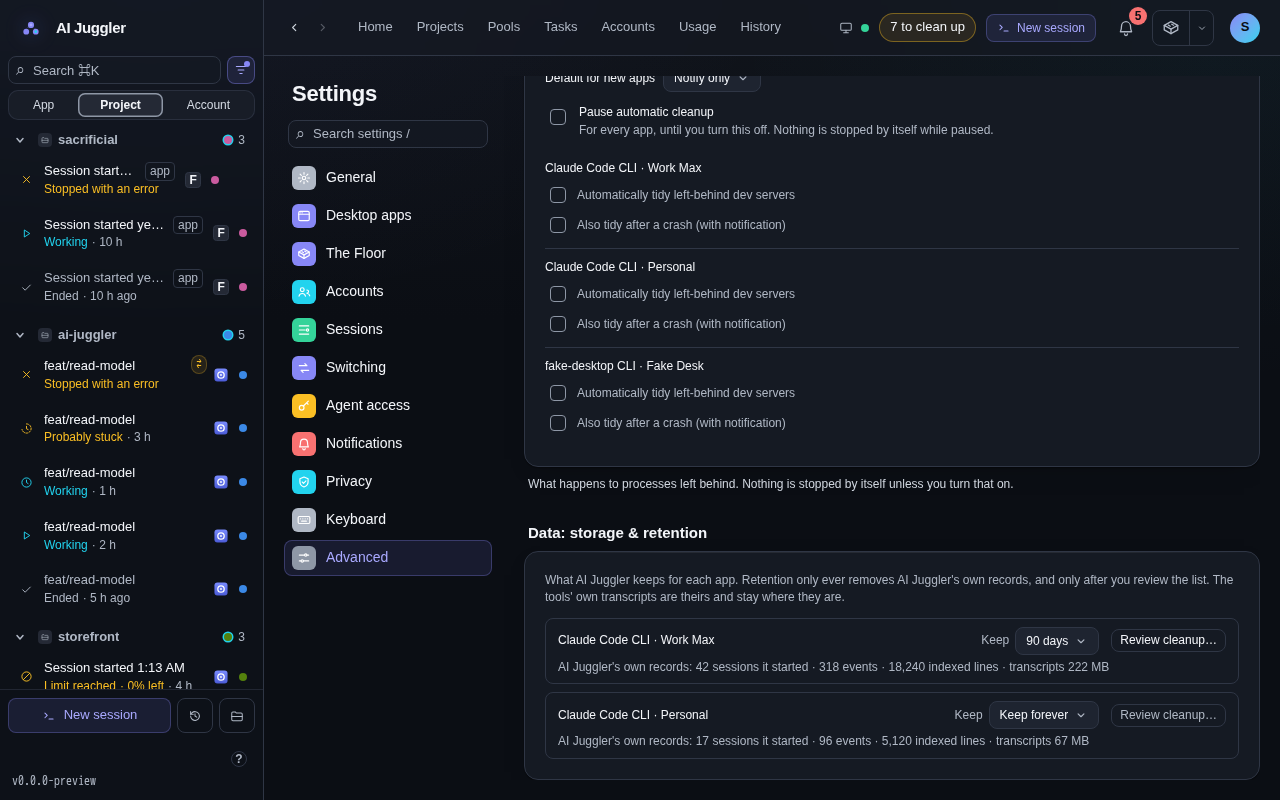 AI Juggler
Search ⌘K
App
Project
Account
sacrificial
3
Session start…
app
F
Stopped with an error
Session started ye…
app
F
Working · 10 h
Session started ye…
app
F
Ended · 10 h ago
ai-juggler
5
feat/read-model
Stopped with an error
feat/read-model
Probably stuck · 3 h
feat/read-model
Working · 1 h
feat/read-model
Working · 2 h
feat/read-model
Ended · 5 h ago
storefront
3
Session started 1:13 AM
Limit reached · 0% left · 4 h
New session
?
v0.0.0-preview
Home
Projects
Pools
Tasks
Accounts
Usage
History
7 to clean up
New session
5
S
Settings
Search settings /
General
Desktop apps
The Floor
Accounts
Sessions
Switching
Agent access
Notifications
Privacy
Keyboard
Advanced
Default for new apps
Notify only
Pause automatic cleanup
For every app, until you turn this off. Nothing is stopped by itself while paused.
Claude Code CLI · Work Max
Automatically tidy left-behind dev servers
Also tidy after a crash (with notification)
Claude Code CLI · Personal
Automatically tidy left-behind dev servers
Also tidy after a crash (with notification)
fake-desktop CLI · Fake Desk
Automatically tidy left-behind dev servers
Also tidy after a crash (with notification)
What happens to processes left behind. Nothing is stopped by itself unless you turn that on.
Data: storage & retention
What AI Juggler keeps for each app. Retention only ever removes AI Juggler's own records, and only after you review the list. The
tools' own transcripts are theirs and stay where they are.
Claude Code CLI · Work Max
Keep
90 days
Review cleanup…
AI Juggler's own records: 42 sessions it started · 318 events · 18,240 indexed lines · transcripts 222 MB
Claude Code CLI · Personal
Keep
Keep forever
Review cleanup…
AI Juggler's own records: 17 sessions it started · 96 events · 5,120 indexed lines · transcripts 67 MB